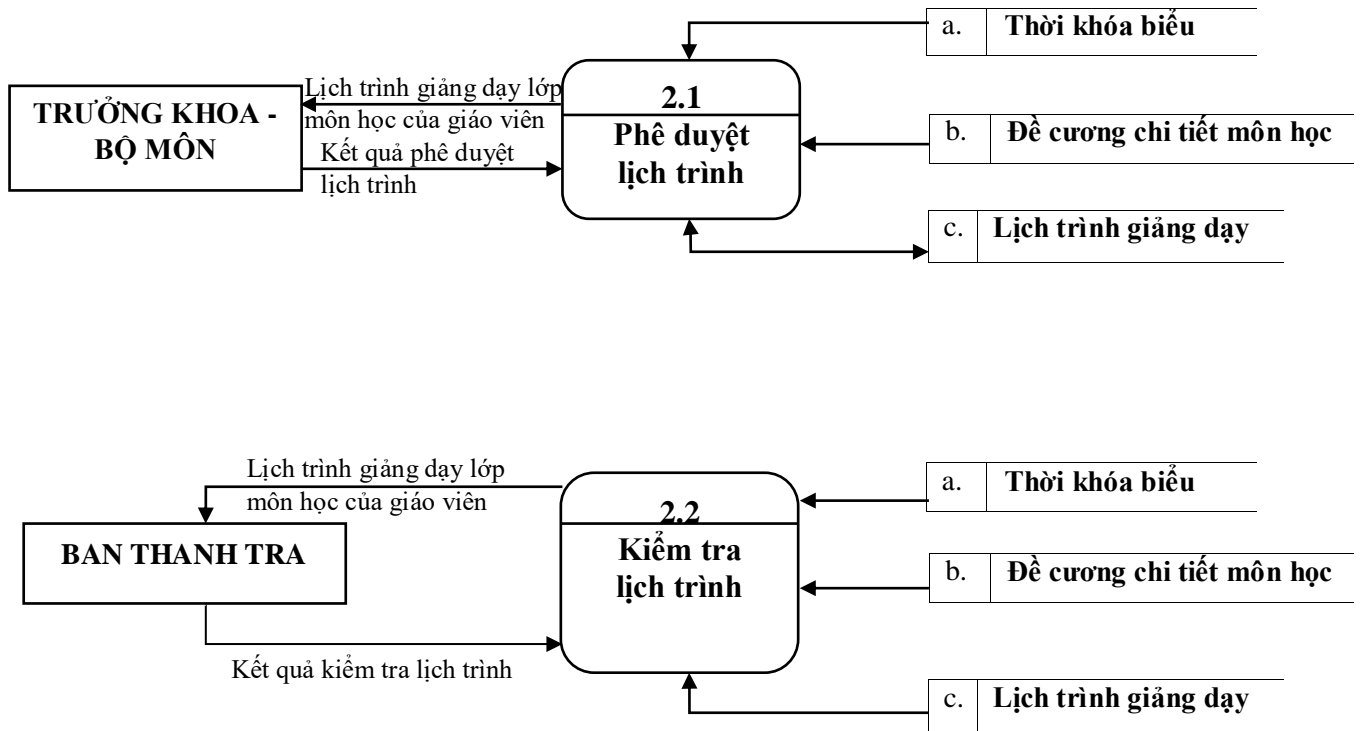 a. Thời khóa biểu
Lịch trình giảng dạy lớp
môn học của giáo viên
TRƯỞNG KHOA -
BỘ MÔN
Kết quả phê duyệt
lịch trình
2.1
Phê duyệt
lịch trình
b. Đề cương chi tiết môn học
c. Lịch trình giảng dạy
Lịch trình giảng dạy lớp
môn học của giáo viên
BAN THANH TRA
Kết quả kiểm tra lịch trình
2.2
Kiểm tra
lịch trình
a. Thời khóa biểu
b. Đề cương chi tiết môn học
c. Lịch trình giảng dạy